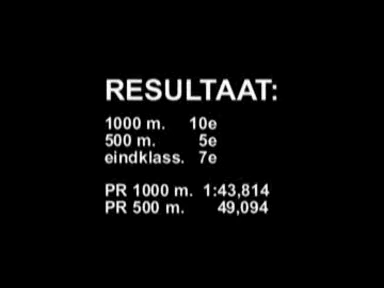 RESULTAAT:
1000 m. 10e
500 m. 5e
eindklass. 7e
PR 1000 m. 1:43,814
PR 500 m. 49,094